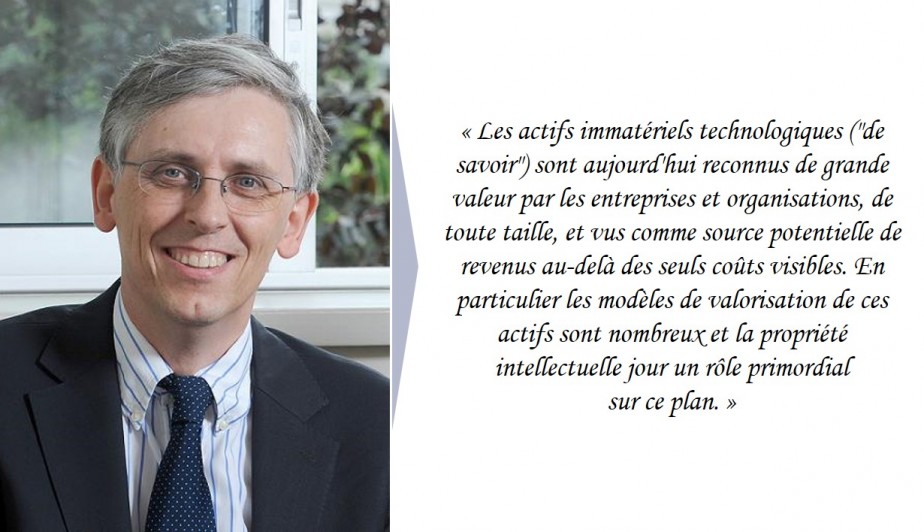 « Les actifs immatériels technologiques ("de
savoir") sont aujourd'hui reconnus de grande
valeur par les entreprises et organisations, de
toute taille, et vus comme source potentielle de
revenus au-delà des seuls coûts visibles. En
particulier les modèles de valorisation de ces
actifs sont nombreux et la propriété
intellectuelle jour un rôle primordial
sur ce plan. »